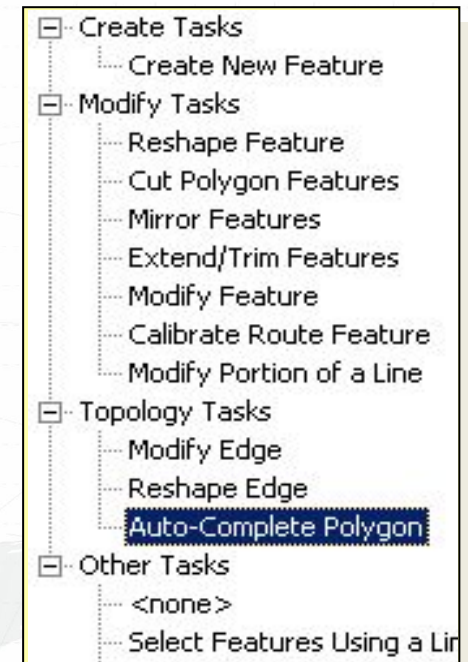 Create Tasks
Create New Feature
Modify Tasks
Reshape Feature
Cut Polygon Features
Mirror Features
Extend/Trim Features
Modify Feature
Calibrate Route Feature
Modify Portion of a Line
Topology Tasks
Modify Edge
Reshape Edge
Auto-Complete Polygon
Other Tasks
<none>
Select Features Using a